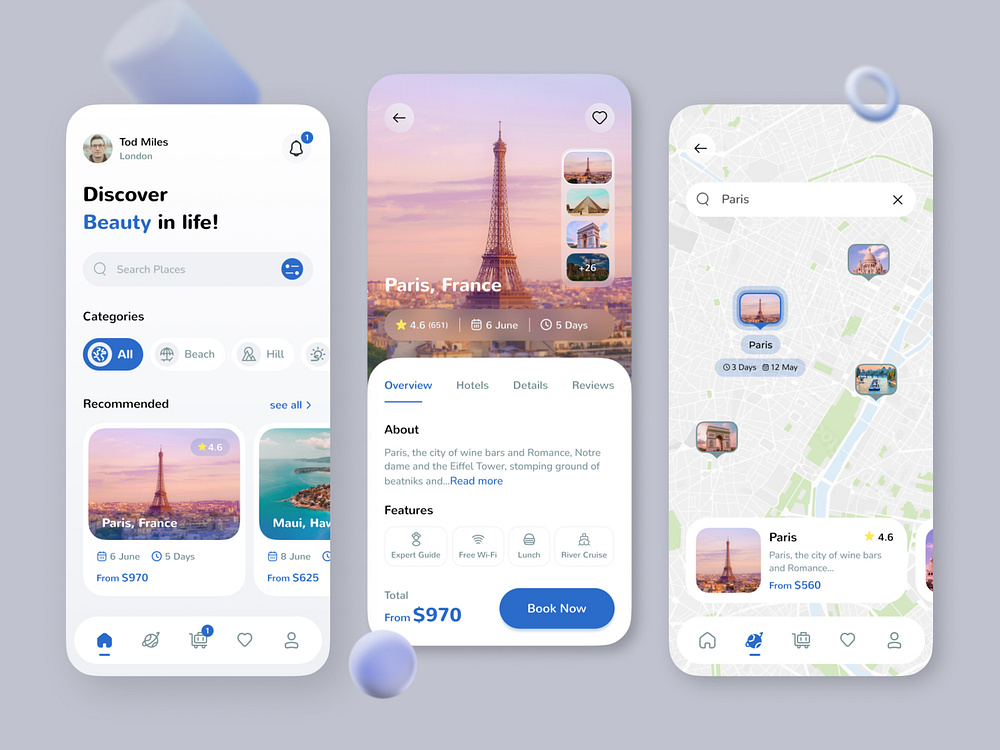 Tod Miles
London
1
Discover
Beauty in life!
Search Places
Categories
All
Beach
Hill
Recommended
see all >
4.6
Paris, France
Maui, Haw
6 June
5 Days
8 June
From $970
From $625
1
+26
Paris, France
4.6 (651)
6 June
5 Days
Overview
Hotels
Details
Reviews
About
Paris, the city of wine bars and Romance, Notre
dame and the Eiffel Tower, stomping ground of
beatniks and...Read more
Features
Expert Guide
Free Wi-Fi
Lunch
River Cruise
Total
From $970
Book Now
Paris
Paris
3 Days
12 May
Paris
4.6
Paris, the city of wine bars
and Romance...
From $560